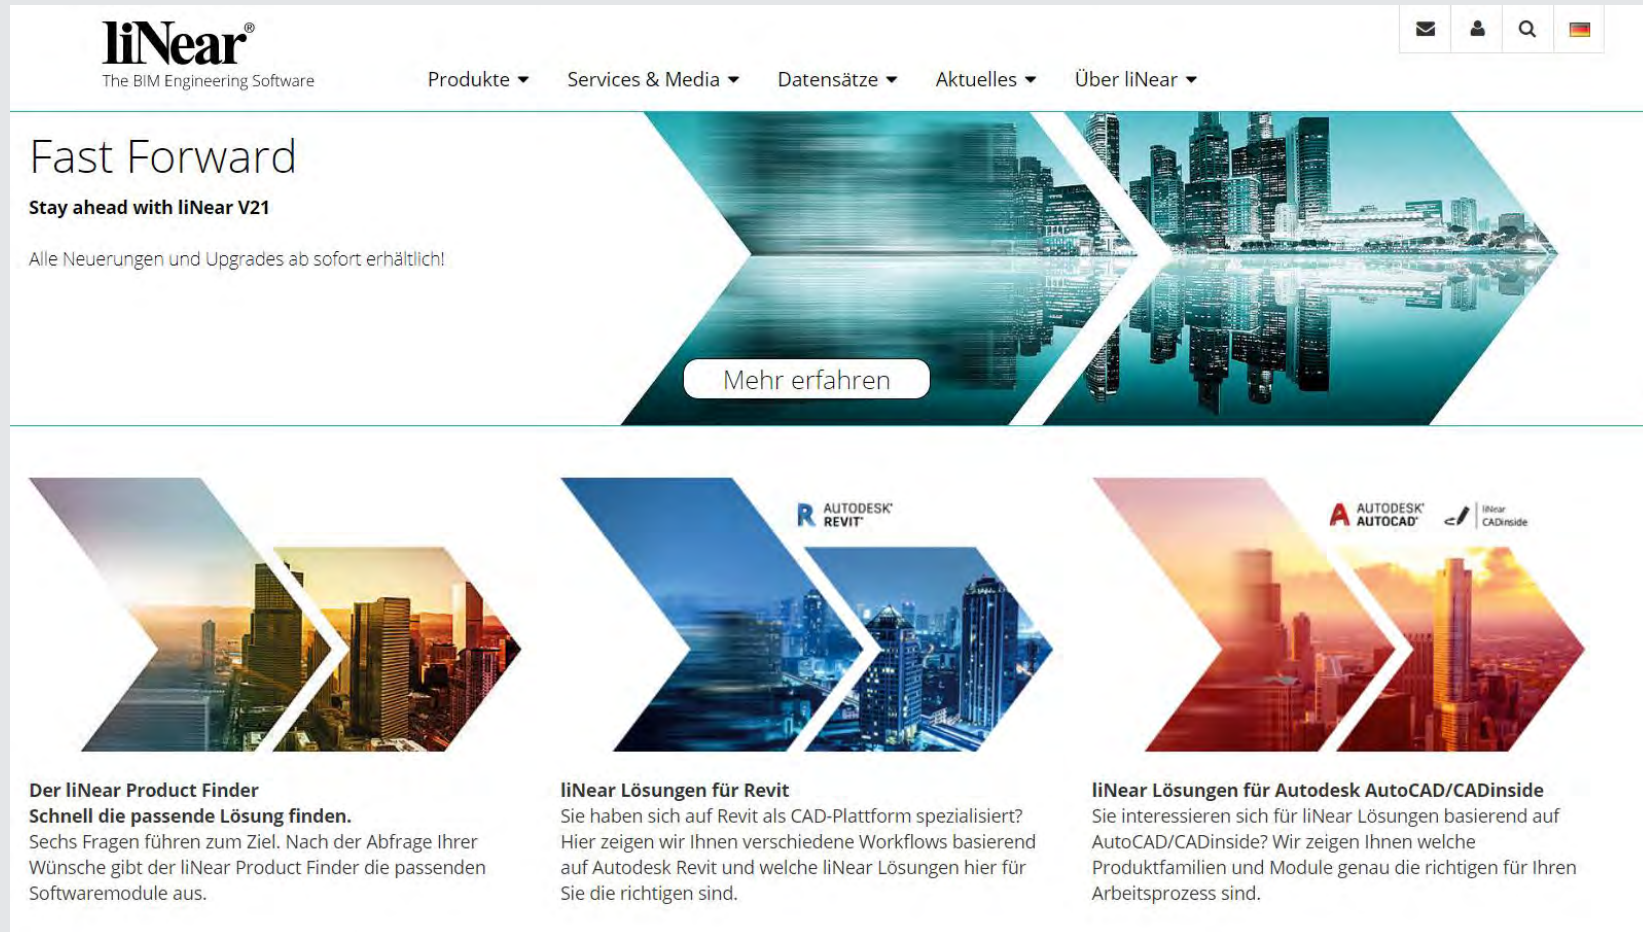 liNear®
The BIM Engineering Software
Produkte
Services & Media
Datensätze
Aktuelles
Über liNear
Fast Forward
Stay ahead with liNear V21
Alle Neuerungen und Upgrades ab sofort erhältlich!
Mehr erfahren
AUTODESK®
REVIT®
AUTODESK®
AUTOCAD®
liNear
CADinside
Der liNear Product Finder
Schnell die passende Lösung finden.
Sechs Fragen führen zum Ziel. Nach der Abfrage Ihrer
Wünsche gibt der liNear Product Finder die passenden
Softwaremodule aus.
liNear Lösungen für Revit
Sie haben sich auf Revit als CAD-Plattform spezialisiert?
Hier zeigen wir Ihnen verschiedene Workflows basierend
auf Autodesk Revit und welche liNear Lösungen hier für
Sie die richtigen sind.
liNear Lösungen für Autodesk AutoCAD/CADinside
Sie interessieren sich für liNear Lösungen basierend auf
AutoCAD/CADinside? Wir zeigen Ihnen welche
Produktfamilien und Module genau die richtigen für Ihren
Arbeitsprozess sind.